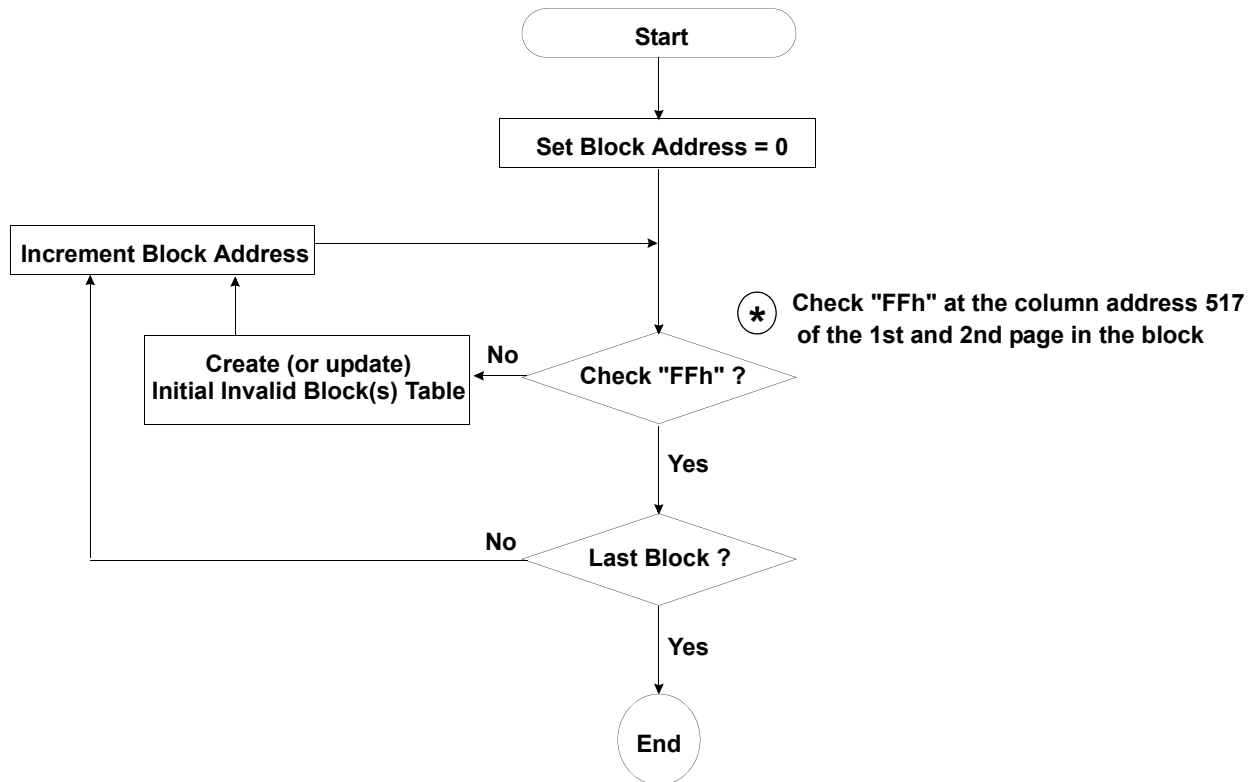 Start
Set Block Address = 0
Increment Block Address
* Check "FFh" at the column address 517
of the 1st and 2nd page in the block
Create (or update)
Initial Invalid Block(s) Table
No
Check "FFh" ?
Yes
No
Last Block ?
Yes
End